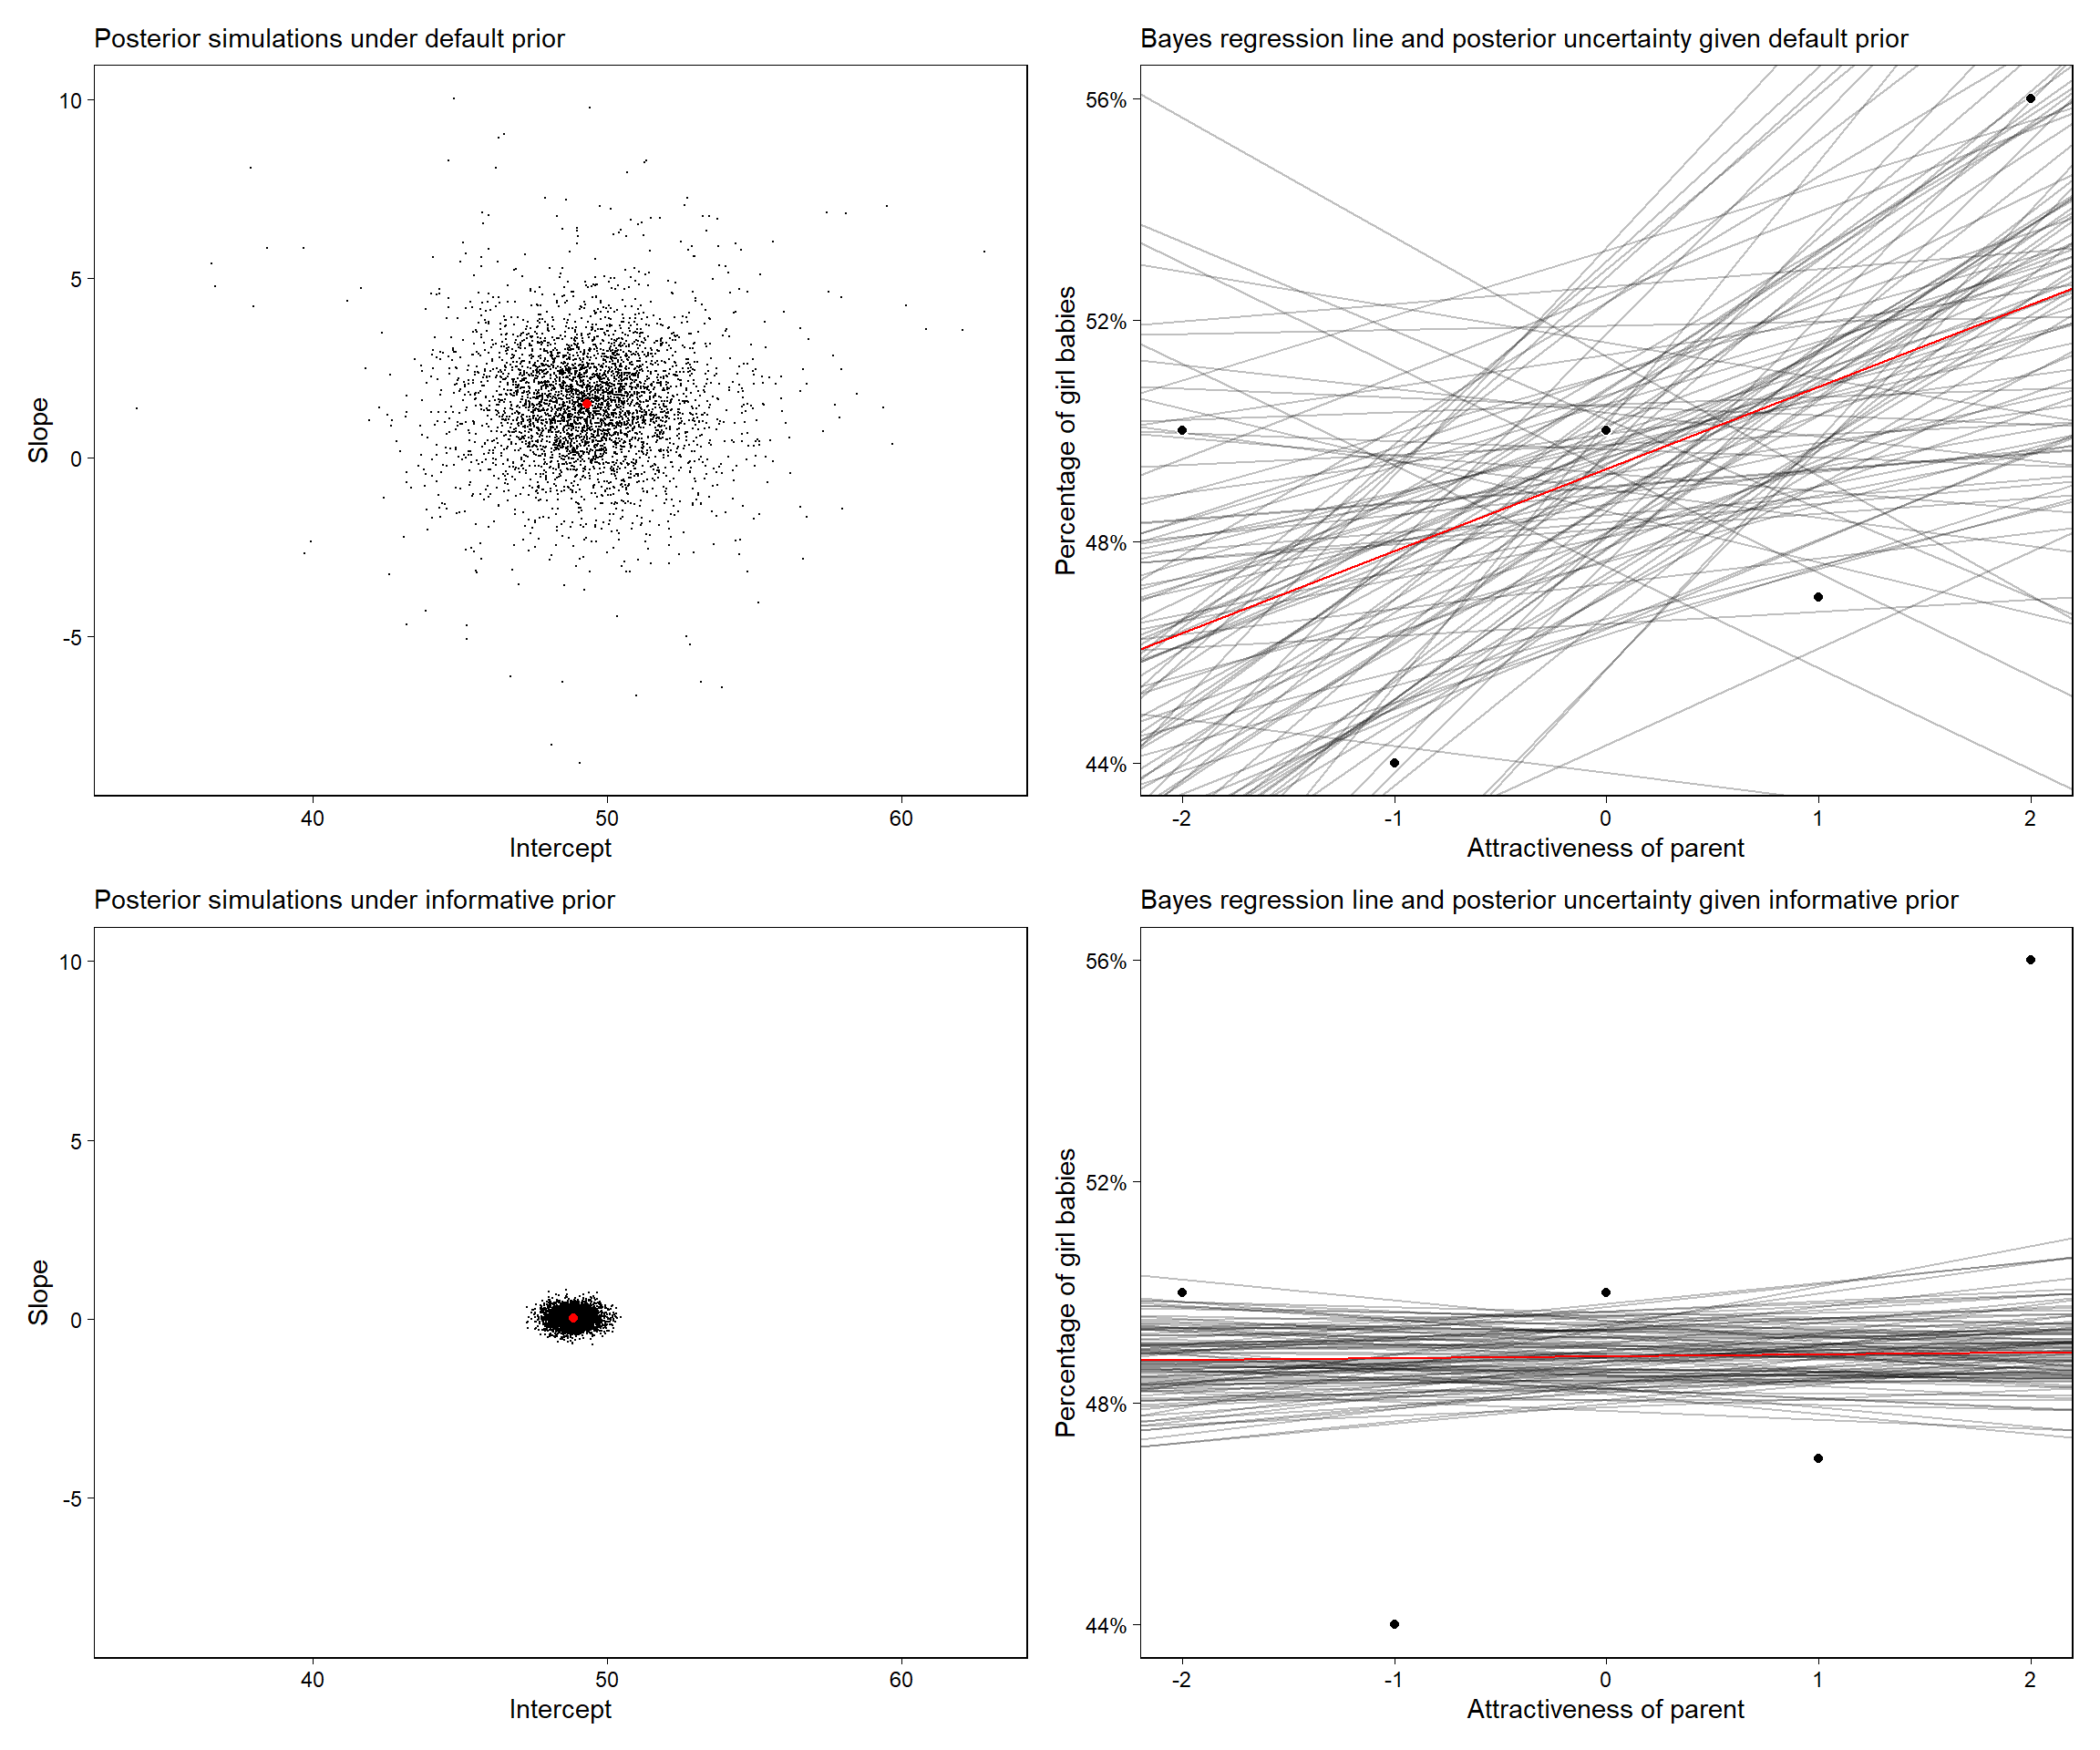 Posterior simulations under default prior
10
5
0
-5
Slope
40 50 60
Intercept
Bayes regression line and posterior uncertainty given default prior
56%
52%
48%
44%
Percentage of girl babies
-2 -1 0 1 2
Attractiveness of parent
Posterior simulations under informative prior
10
5
0
-5
Slope
40 50 60
Intercept
Bayes regression line and posterior uncertainty given informative prior
56%
52%
48%
44%
Percentage of girl babies
-2 -1 0 1 2
Attractiveness of parent